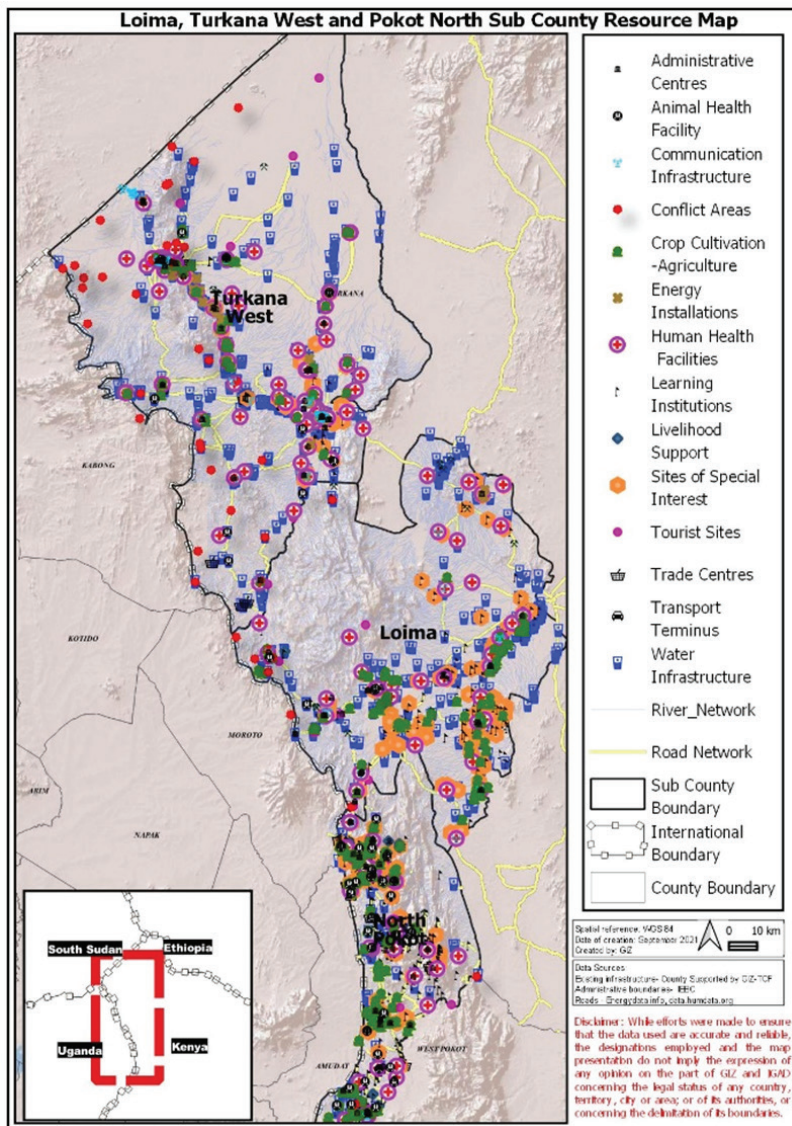 Loima, Turkana West and Pokot North Sub County Resource Map
Administrative
Centres
Animal Health
Facility
Communication
Infrastructure
Conflict Areas
Crop Cultivation
-Agriculture
Energy
Installations
Human Health
Facilities
Learning
Institutions
Livelihood
Support
Sites of Special
Interest
Tourist Sites
Trade Centres
Transport
Terminus
Water
Infrastructure
River_Network
Road Network
Sub County
Boundary
International
Boundary
County Boundary
Turkana
West
KABONG
KOTIDO
Loima
MOROTO
ABIM
NAPAK
North
Pokot
WEST POKOT
AMUDAT
South Sudan
Ethiopia
Uganda
Kenya
Spatial reference: WGS 84
Date of creation: September 2021
Created by: GIZ
0 10 km
Data Sources:
Existing infrastructure- County Supported by GIZ-TCF
Administrative boundaries- IEBC
Roads - Energydata info, data.humdata.org
Disclaimer: While efforts were made to ensure
that the data used are accurate and reliable,
the designations employed and the map
presentation do not imply the expression of
any opinion on the part of GIZ and IGAD
concerning the legal status of any country,
territory, city or area; or of its authorities, or
concerning the delimitation of its boundaries.